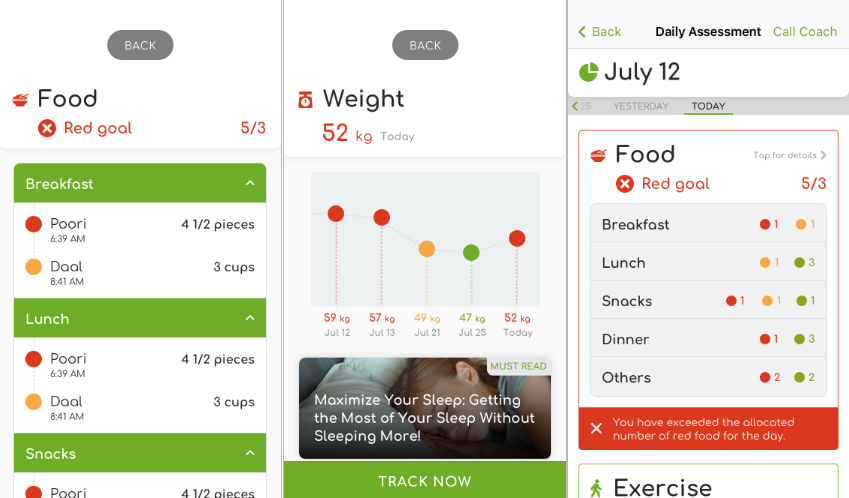 BACK
Food
Red goal 5/3
Breakfast
Poori 4 1/2 pieces
6:39 AM
Daal 3 cups
8:41 AM
Lunch
Poori 4 1/2 pieces
6:39 AM
Daal 3 cups
8:41 AM
Snacks
Poori 4 1/2 pieces
BACK
Weight
52 kg Today
59 kg 57 kg 49 kg 47 kg 52 kg
Jul 12 Jul 13 Jul 21 Jul 25 Today
MUST READ
Maximize Your Sleep: Getting
the Most of Your Sleep Without
Sleeping More!
TRACK NOW
Back Daily Assessment Call Coach
July 12
25 YESTERDAY TODAY
Food Tap for details
Red goal 5/3
Breakfast 1 1
Lunch 1 3
Snacks 1 1 1
Dinner 1 3
Others 2 2
You have exceeded the allocated
number of red food for the day.
Exercise